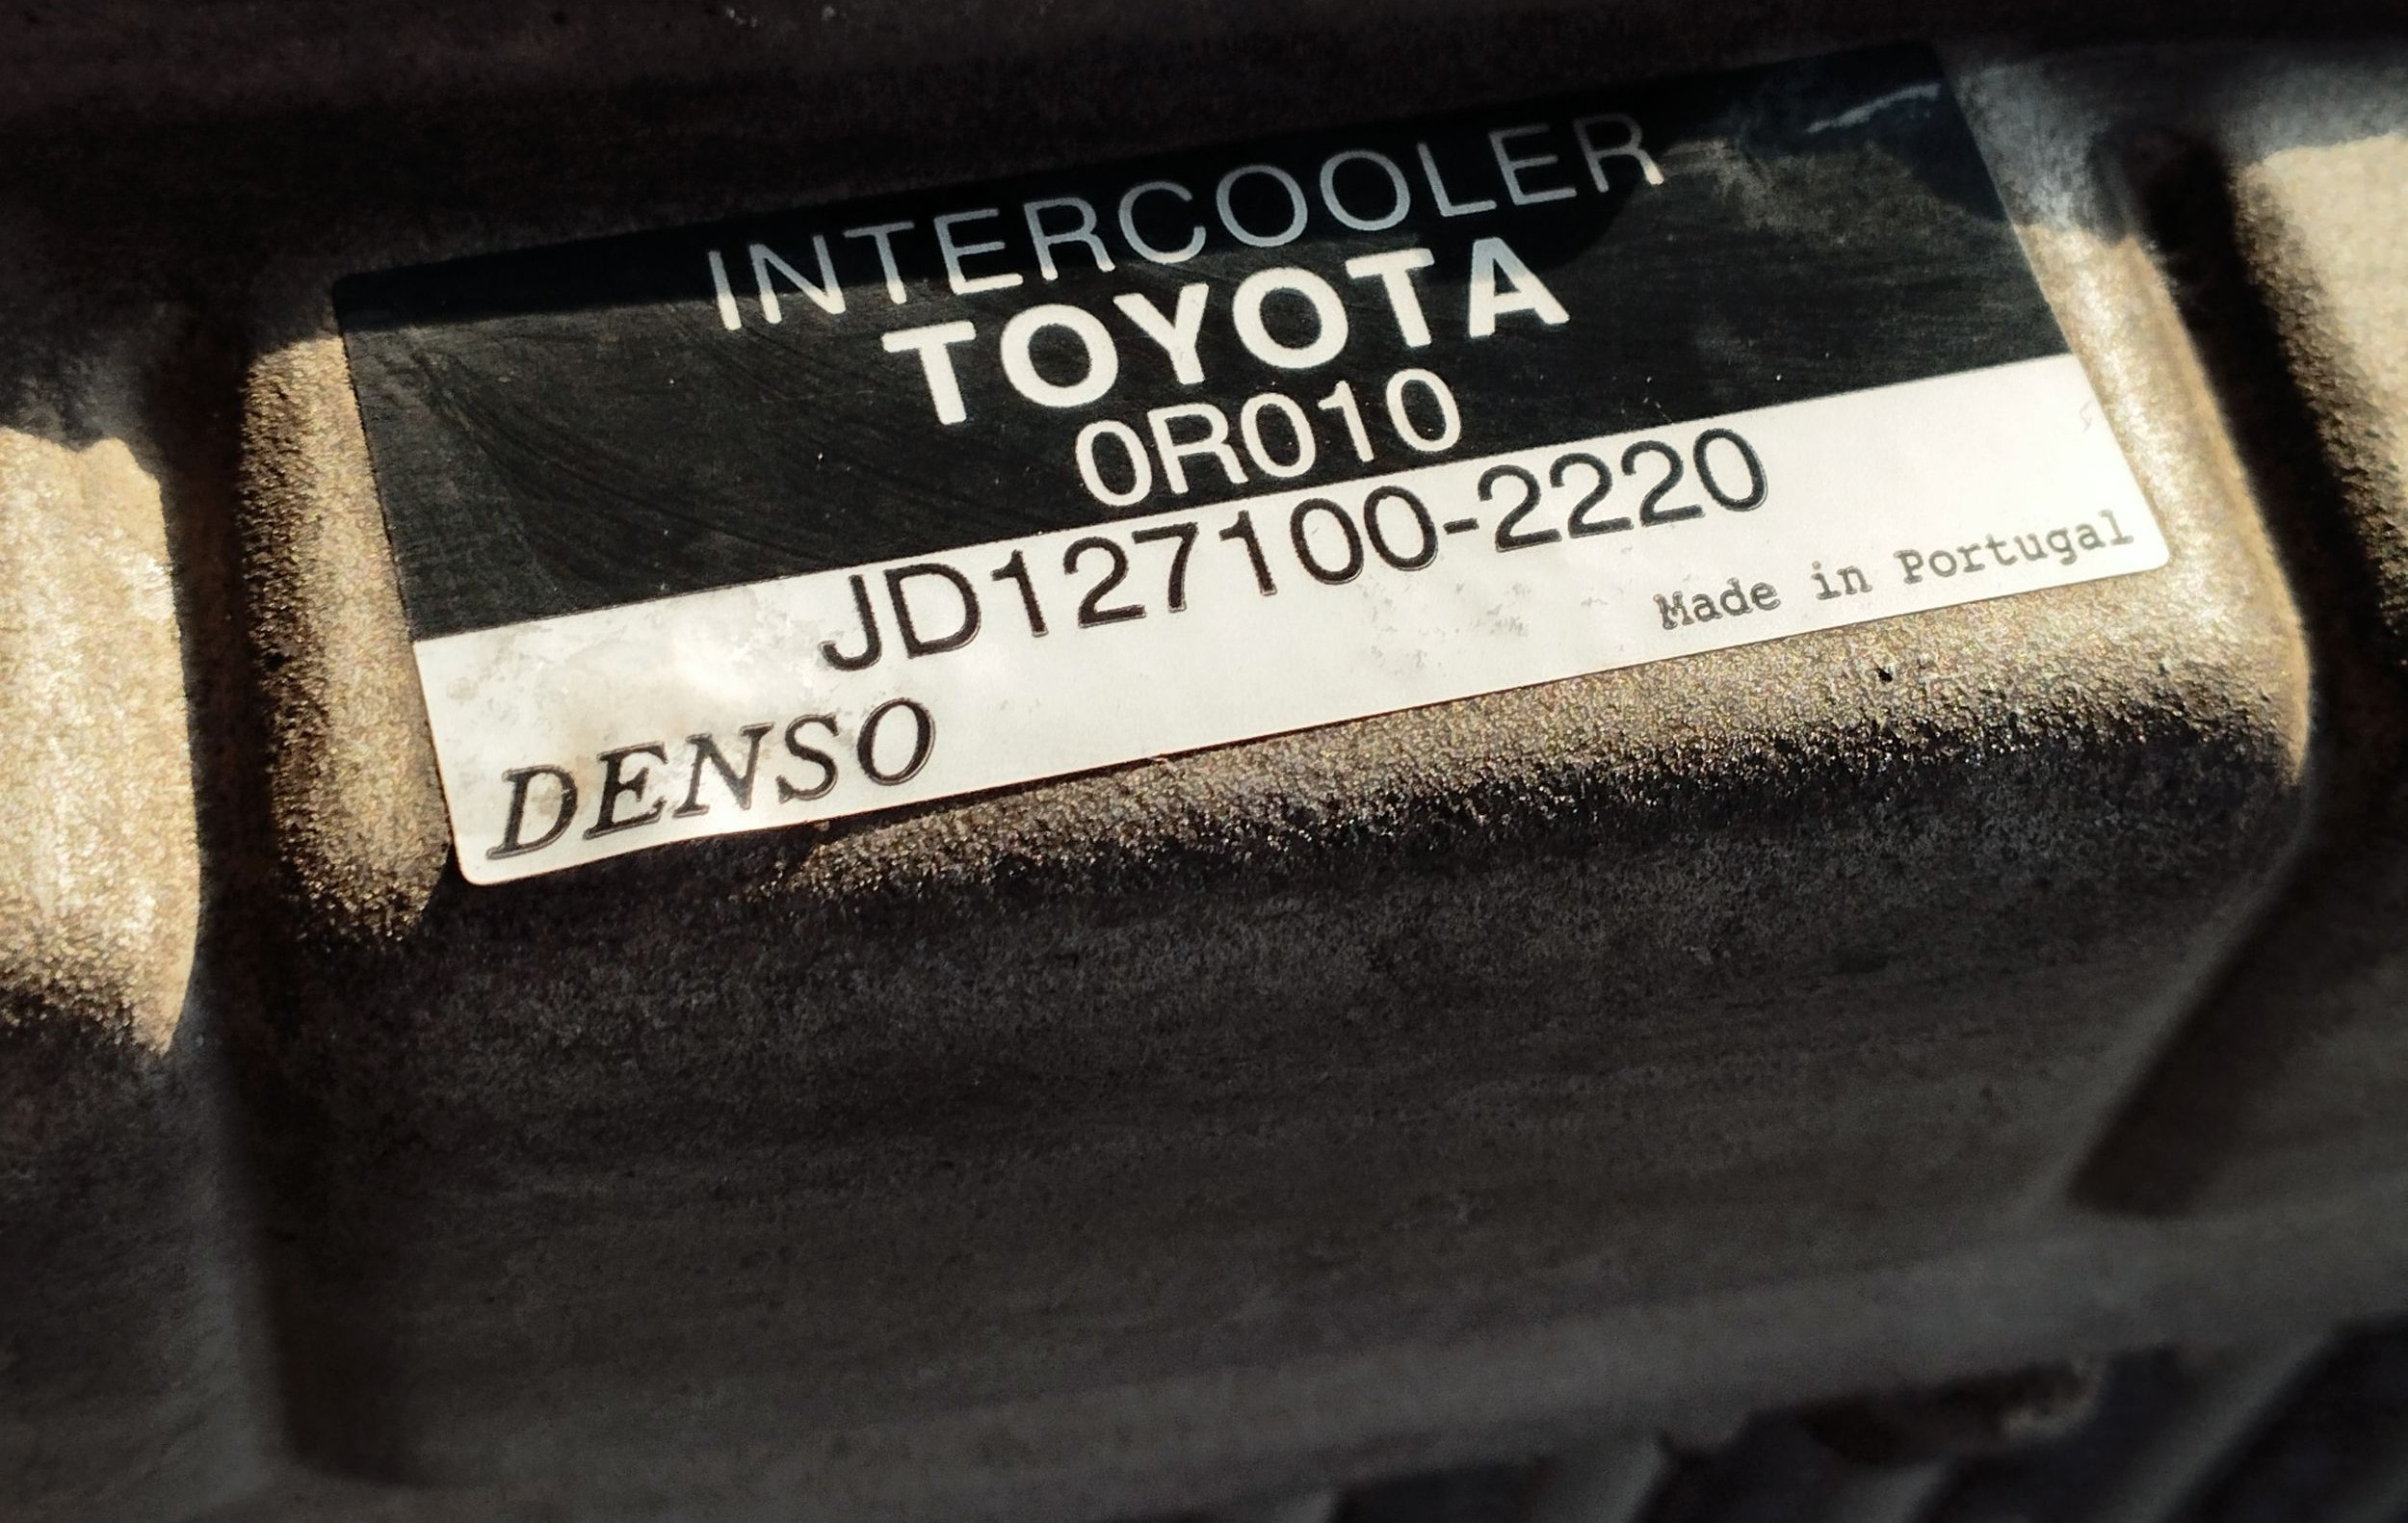 INTERCOOLER
TOYOTA
0R010
JD127100-2220
Made in Portugal
DENSO